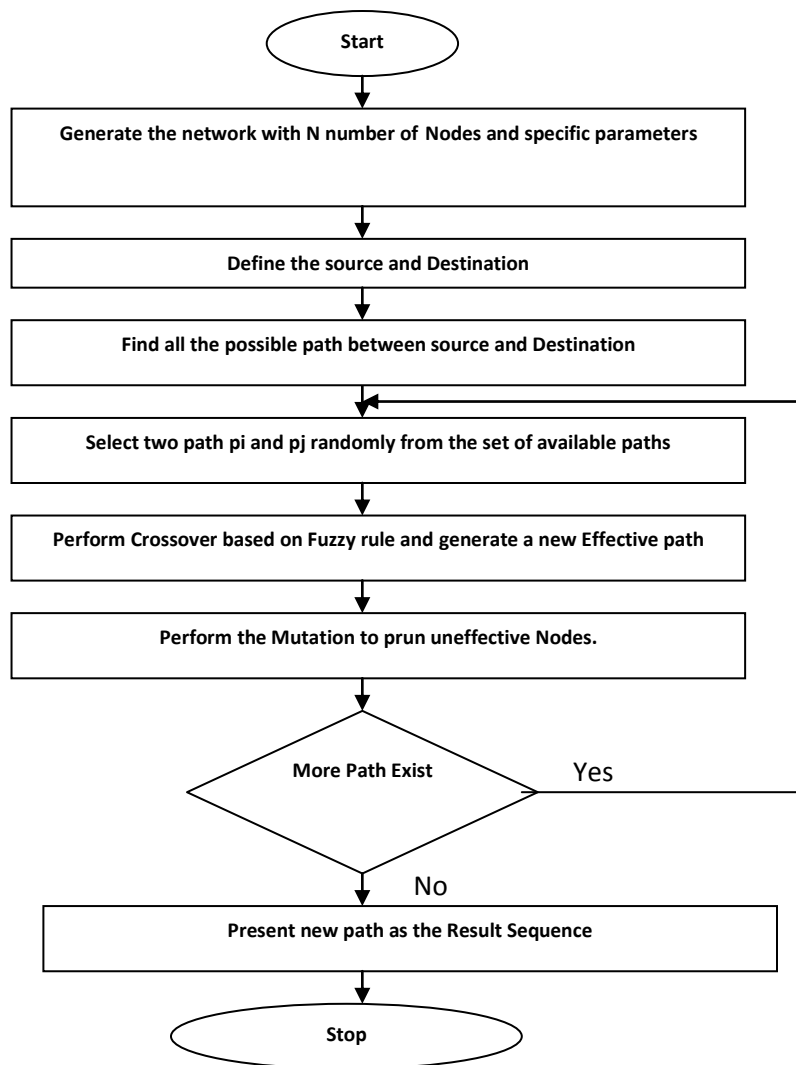 Start
Generate the network with N number of Nodes and specific parameters
Define the source and Destination
Find all the possible path between source and Destination
Select two path pi and pj randomly from the set of available paths
Perform Crossover based on Fuzzy rule and generate a new Effective path
Perform the Mutation to prun uneffective Nodes.
More Path Exist
Yes
No
Present new path as the Result Sequence
Stop